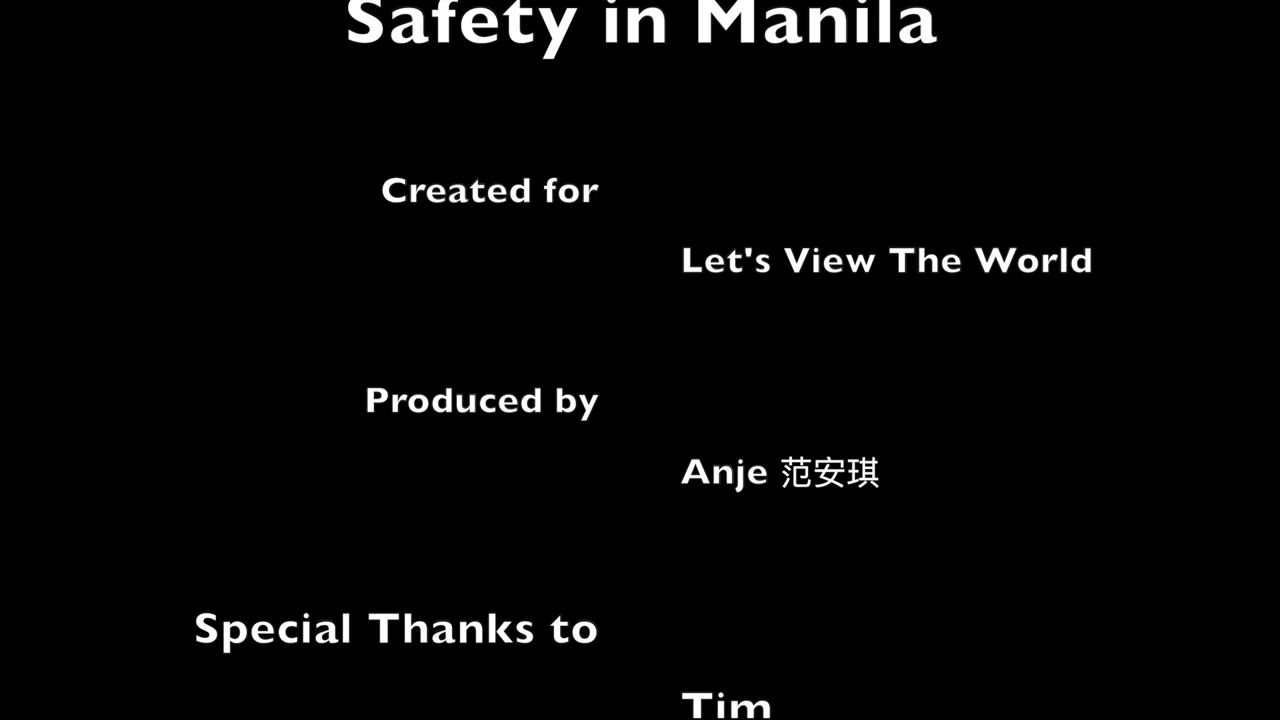 Safety in Manila
Created for
Let's View The World
Produced by
Anje 范安琪
Special Thanks to
Tim